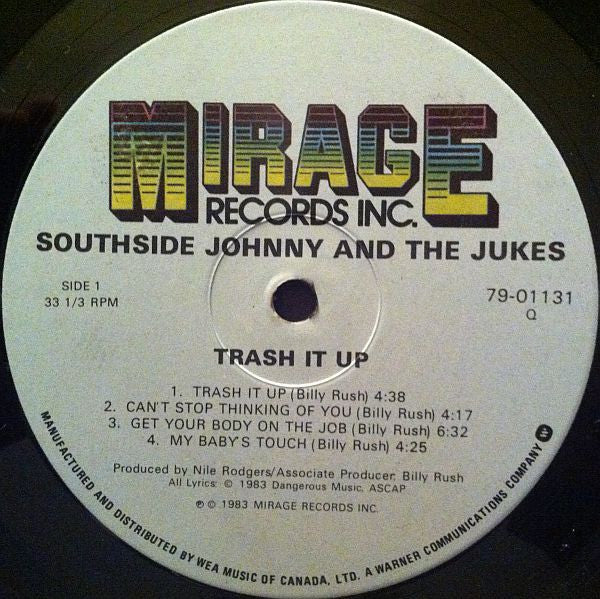 MIRAGE
RECORDS INC.
SOUTHSIDE JOHNNY AND THE JUKES
SIDE 1
33 1/3 RPM
79-01131
Q
TRASH IT UP
1. TRASH IT UP (Billy Rush) 4:38
2. CAN'T STOP THINKING OF YOU (Billy Rush) 4:17
3. GET YOUR BODY ON THE JOB (Billy Rush) 6:32
4. MY BABY'S TOUCH (Billy Rush) 4:25
Produced by Nile Rodgers/Associate Producer: Billy Rush
All Lyrics: © 1983 Dangerous Music, ASCAP
℗ © 1983 MIRAGE RECORDS INC.
MANUFACTURED AND DISTRIBUTED BY WEA MUSIC OF CANADA, LTD. A WARNER COMMUNICATIONS COMPANY